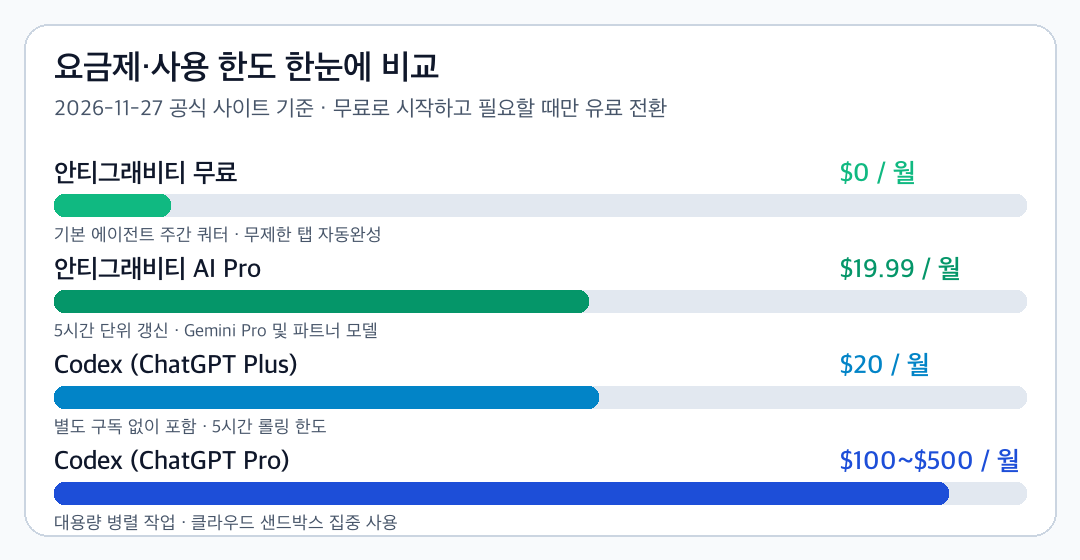 요금제·사용 한도 한눈에 비교
2026-11-27 공식 사이트 기준 · 무료로 시작하고 필요할 때만 유료 전환
안티그래비티 무료
$0 / 월
기본 에이전트 주간 쿼터 · 무제한 탭 자동완성
안티그래비티 AI Pro
$19.99 / 월
5시간 단위 갱신 · Gemini Pro 및 파트너 모델
Codex (ChatGPT Plus)
$20 / 월
별도 구독 없이 포함 · 5시간 롤링 한도
Codex (ChatGPT Pro)
$100~$500 / 월
대용량 병렬 작업 · 클라우드 샌드박스 집중 사용